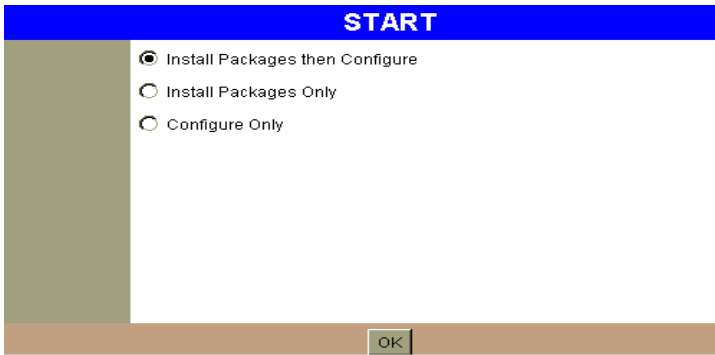 START
Install Packages then Configure
Install Packages Only
Configure Only
OK